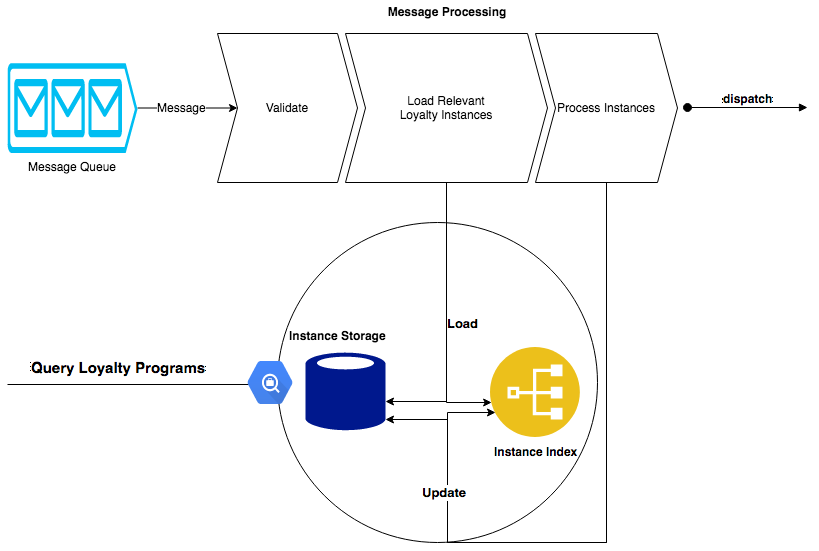 Message Processing
Message
Validate
Load Relevant
Loyalty Instances
Process Instances
dispatch
Message Queue
Load
Instance Storage
Query Loyalty Programs
Instance Index
Update